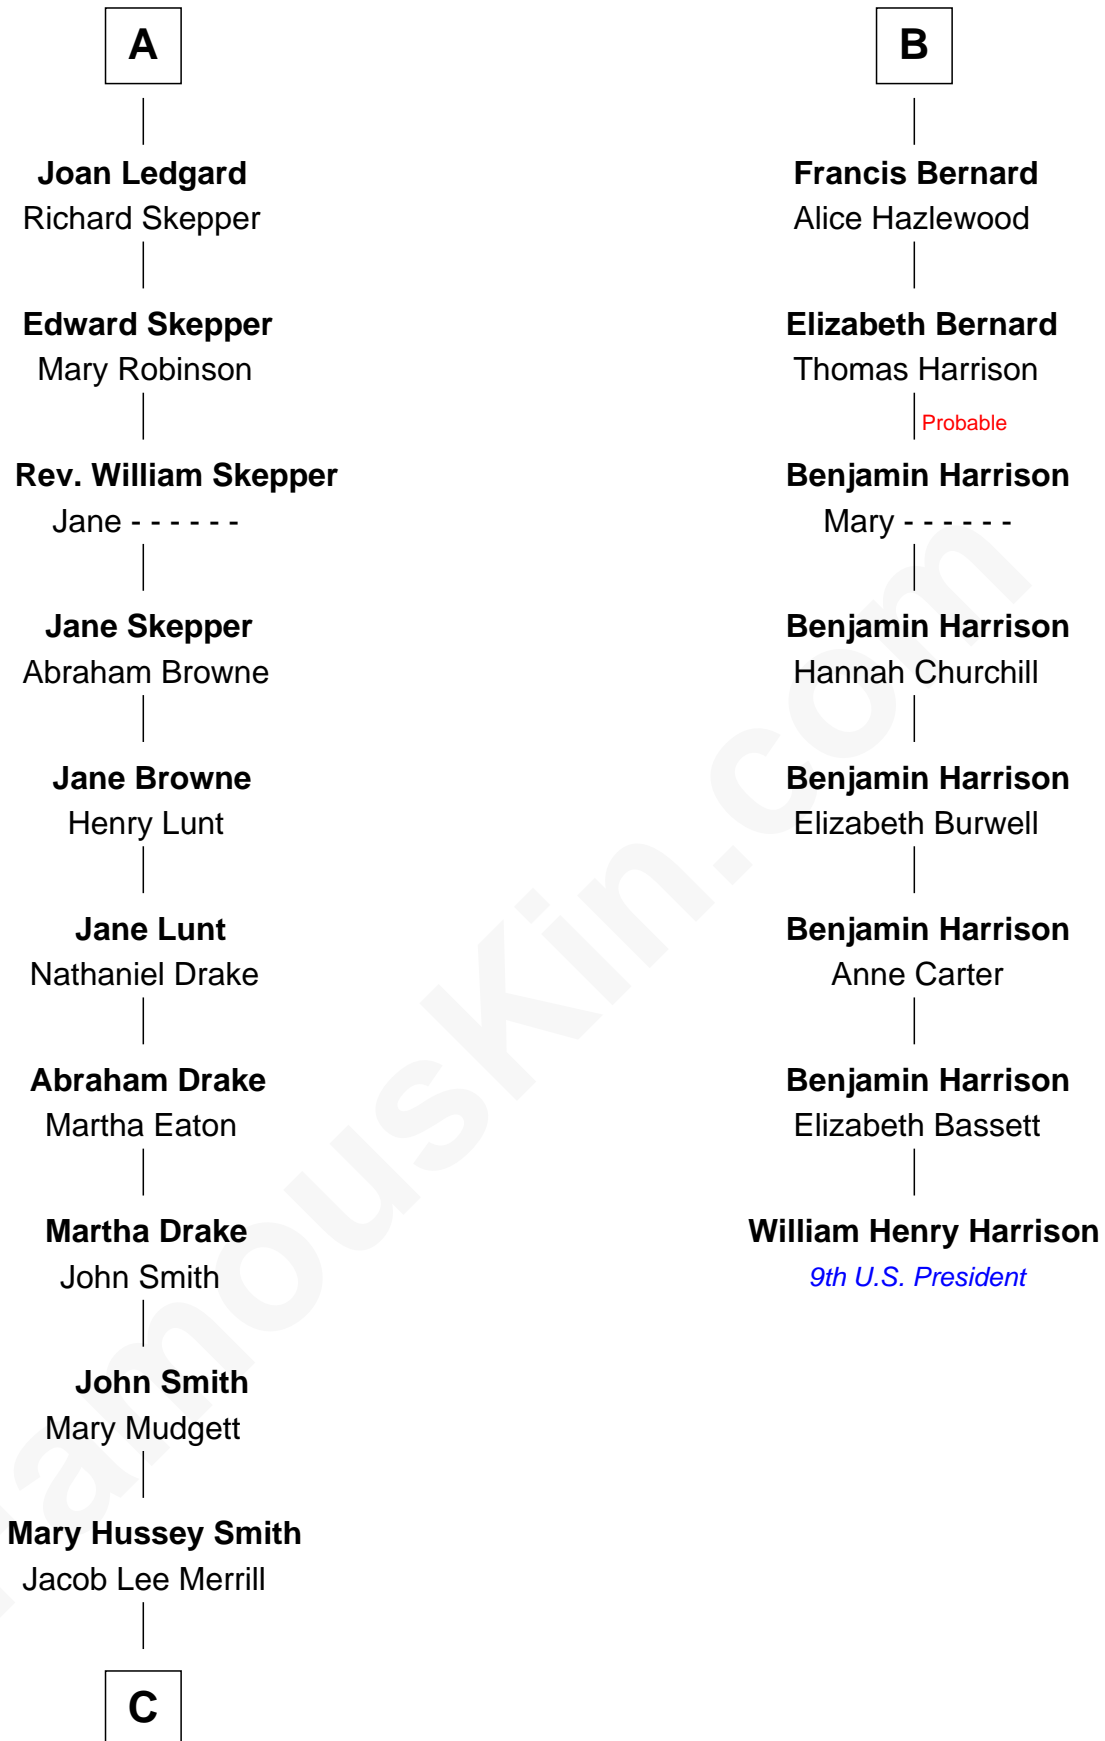 A
Joan Ledgard
Richard Skepper
Edward Skepper
Mary Robinson
Rev. William Skepper
Jane - - - - - -
Jane Skepper
Abraham Browne
Jane Browne
Henry Lunt
Jane Lunt
Nathaniel Drake
Abraham Drake
Martha Eaton
Martha Drake
John Smith
John Smith
Mary Mudgett
Mary Hussey Smith
Jacob Lee Merrill
C
B
Francis Bernard
Alice Hazlewood
Elizabeth Bernard
Thomas Harrison
Probable
Benjamin Harrison
Mary - - - - - -
Benjamin Harrison
Hannah Churchill
Benjamin Harrison
Elizabeth Burwell
Benjamin Harrison
Anne Carter
Benjamin Harrison
Elizabeth Bassett
William Henry Harrison
9th U.S. President
FamousKin.com